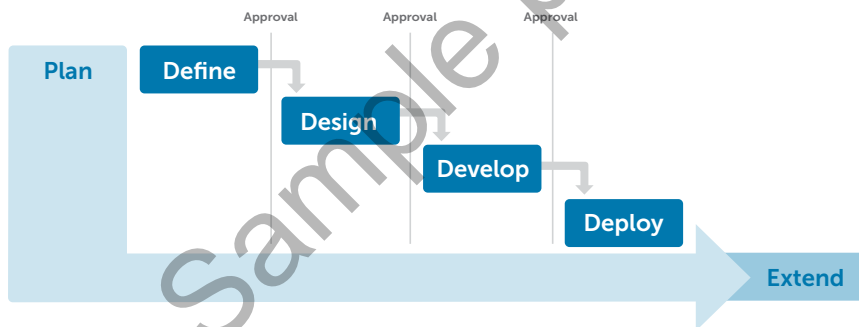 Approval Approval Approval
Plan Define
Design
Develop
Deploy
Extend
Sample